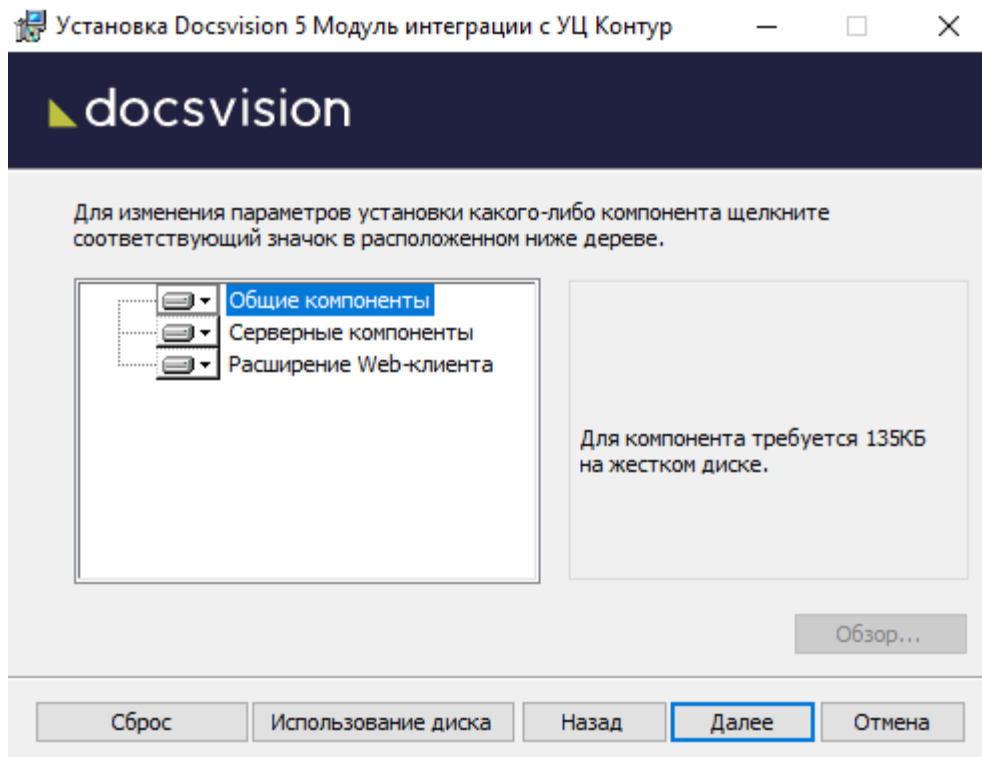 Установка Docsvision 5 Модуль интеграции с УЦ Контур
docsvision
Для изменения параметров установки какого-либо компонента щелкните
соответствующий значок в расположенном ниже дереве.
Общие компоненты
Серверные компоненты
Расширение Web-клиента
Для компонента требуется 135КБ
на жестком диске.
Обзор...
Сброс
Использование диска
Назад
Далее
Отмена